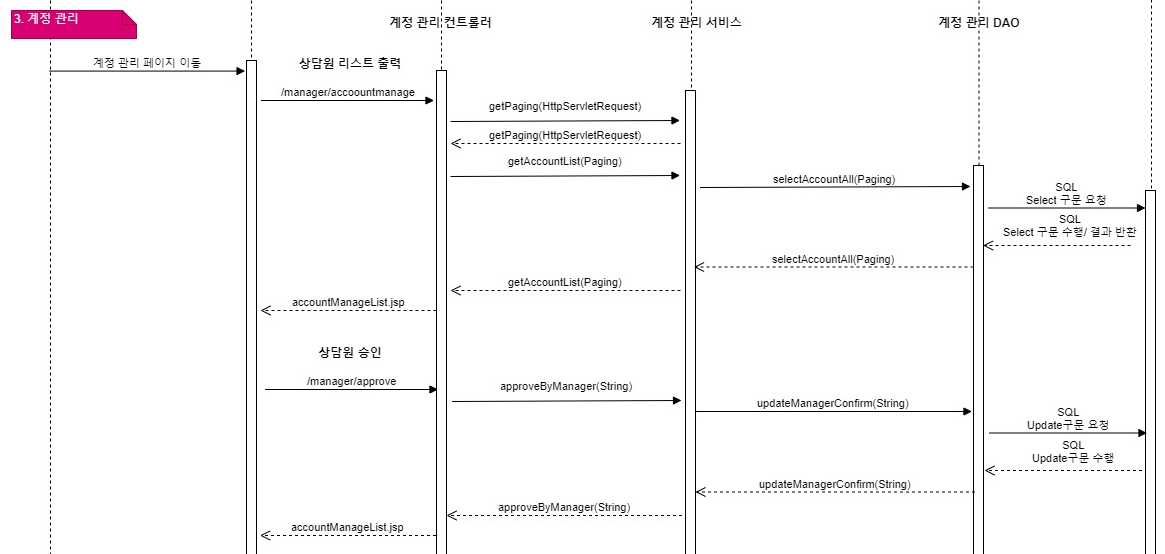 3. 계정 관리
계정 관리 컨트롤러
계정 관리 서비스
계정 관리 DAO
계정 관리 페이지 이동
상담원 리스트 출력
/manager/accoountmanage
getPaging(HttpServletRequest)
getPaging(HttpServletRequest)
getAccountList(Paging)
selectAccountAll(Paging)
SQL
Select 구문 요청
SQL
Select 구문 수행/ 결과 반환
selectAccountAll(Paging)
getAccountList(Paging)
accountManageList.jsp
상담원 승인
/manager/approve
approveByManager(String)
updateManagerConfirm(String)
SQL
Update구문 요청
SQL
Update구문 수행
updateManagerConfirm(String)
approveByManager(String)
accountManageList.jsp